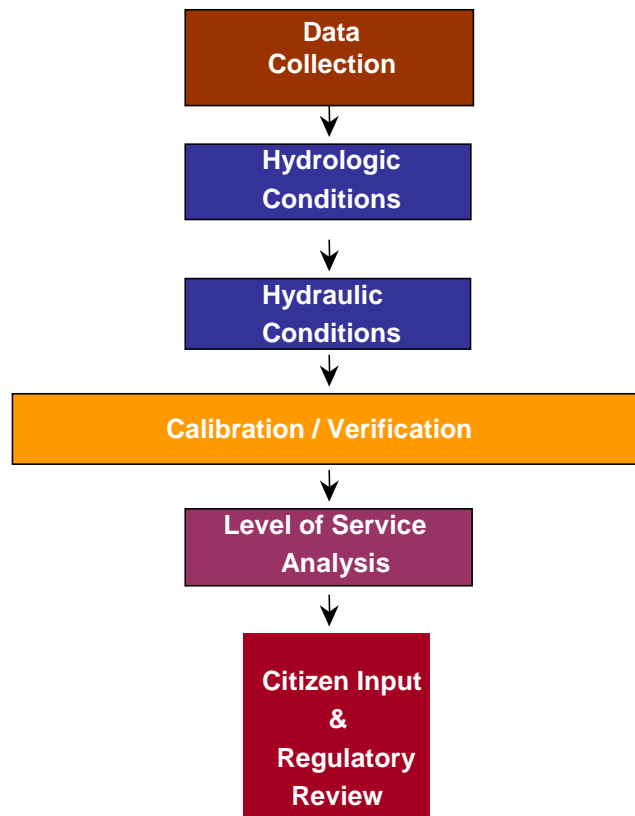 Data
Collection
Hydrologic
Conditions
Hydraulic
Conditions
Calibration / Verification
Level of Service
Analysis
Citizen Input
&
Regulatory
Review